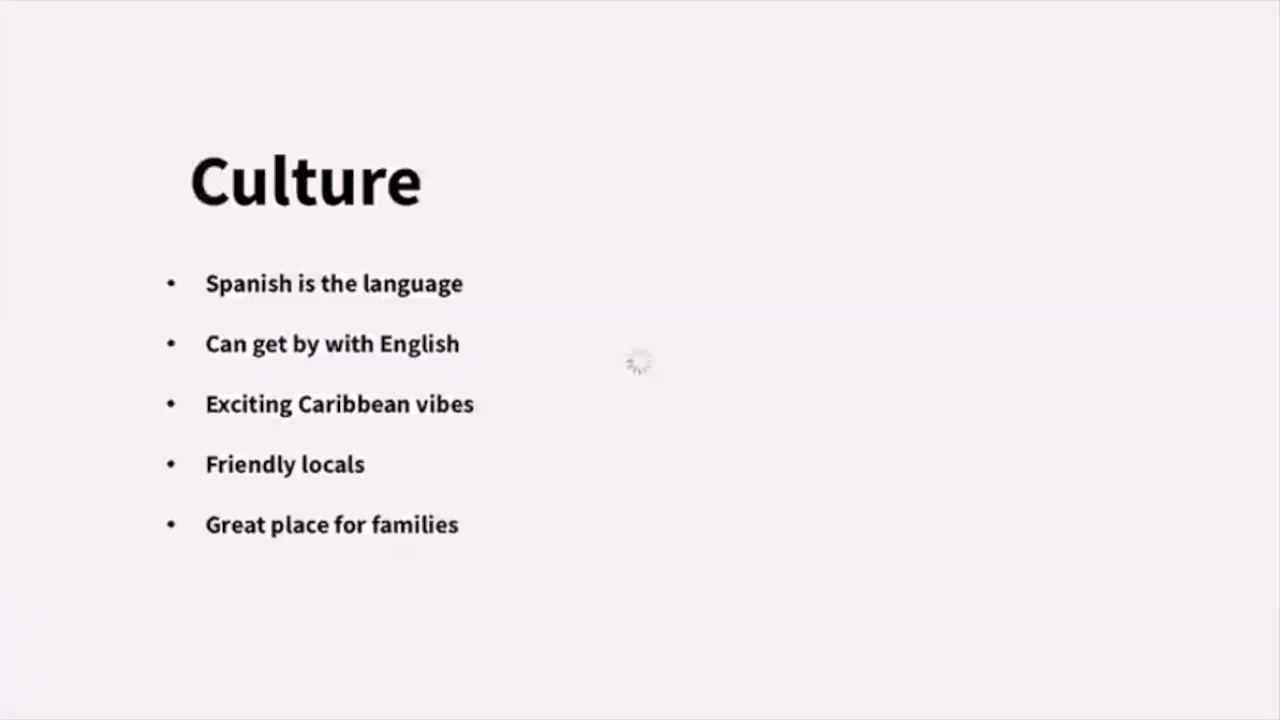 Culture
• Spanish is the language
• Can get by with English
• Exciting Caribbean vibes
• Friendly locals
• Great place for families